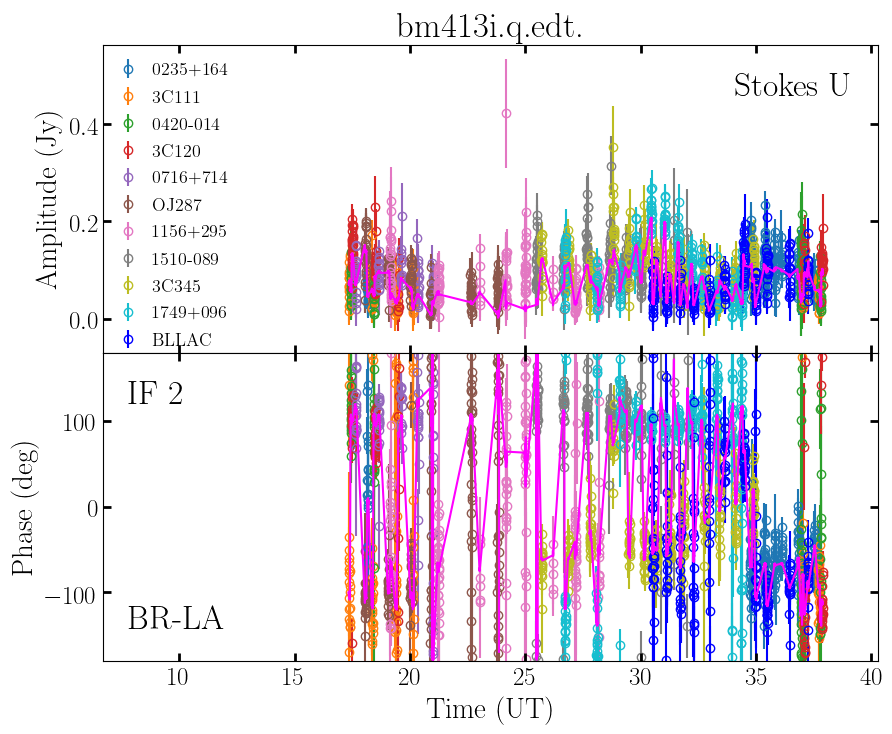 bm413i.q.edt.
Stokes U
0235+164
3C111
0420-014
3C120
0716+714
OJ287
1156+295
1510-089
3C345
1749+096
BLLAC
Amplitude (Jy)
0.4
0.2
0.0
IF 2
BR-LA
Phase (deg)
100
0
−100
10 15 20 25 30 35 40
Time (UT)